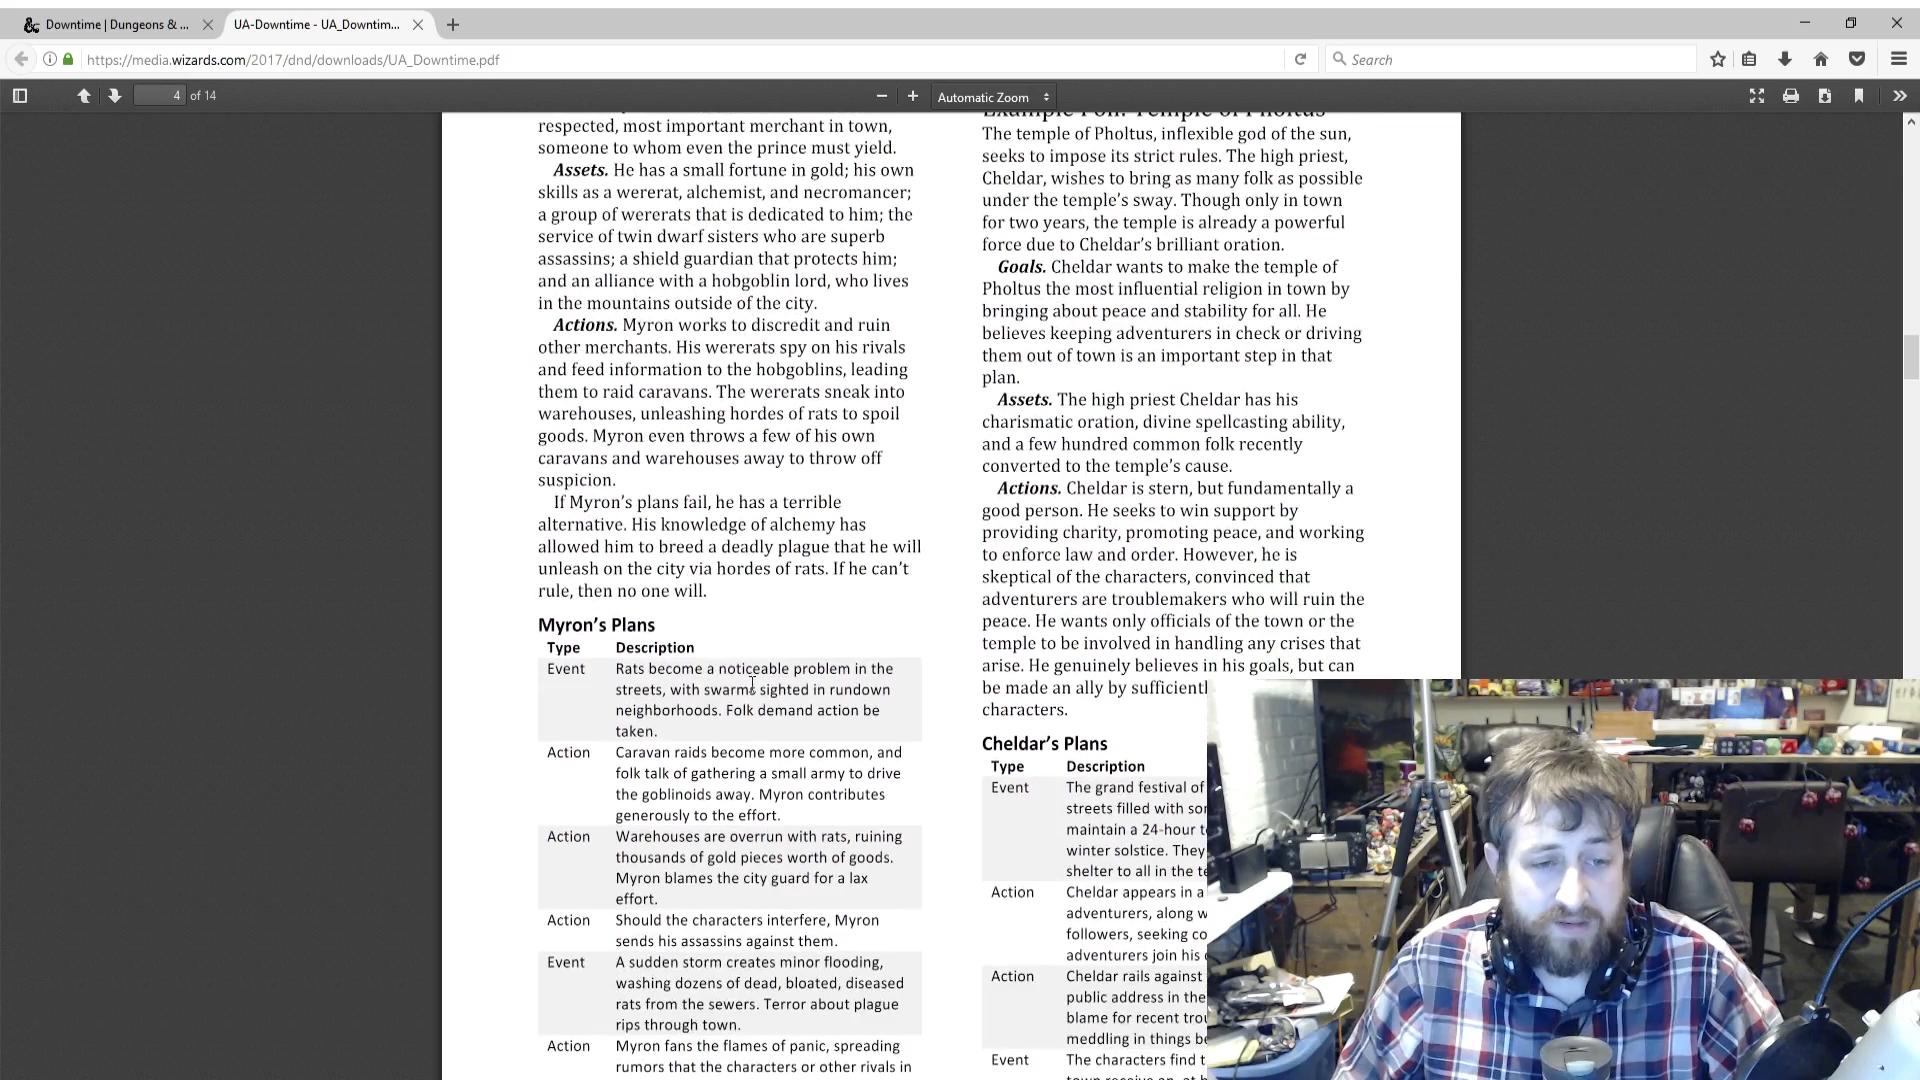 Downtime | Dungeons & ...
UA-Downtime - UA_Downtim...
https://media.wizards.com/2017/dnd/downloads/UA_Downtime.pdf
Search
4 of 14
Automatic Zoom
respected, most important merchant in town,
someone to whom even the prince must yield.
Assets. He has a small fortune in gold; his own
skills as a wererat, alchemist, and necromancer;
a group of wererats that is dedicated to him; the
service of twin dwarf sisters who are superb
assassins; a shield guardian that protects him;
and an alliance with a hobgoblin lord, who lives
in the mountains outside of the city.
Actions. Myron works to discredit and ruin
other merchants. His wererats spy on his rivals
and feed information to the hobgoblins, leading
them to raid caravans. The wererats sneak into
warehouses, unleashing hordes of rats to spoil
goods. Myron even throws a few of his own
caravans and warehouses away to throw off
suspicion.
If Myron’s plans fail, he has a terrible
alternative. His knowledge of alchemy has
allowed him to breed a deadly plague that he will
unleash on the city via hordes of rats. If he can’t
rule, then no one will.
Myron’s Plans
Type Description
Event Rats become a noticeable problem in the
streets, with swarms sighted in rundown
neighborhoods. Folk demand action be
taken.
Action Caravan raids become more common, and
folk talk of gathering a small army to drive
the goblinoids away. Myron contributes
generously to the effort.
Action Warehouses are overrun with rats, ruining
thousands of gold pieces worth of goods.
Myron blames the city guard for a lax
effort.
Action Should the characters interfere, Myron
sends his assassins against them.
Event A sudden storm creates minor flooding,
washing dozens of dead, bloated, diseased
rats from the sewers. Terror about plague
rips through town.
Action Myron fans the flames of panic, spreading
rumors that the characters or other rivals in
Example Foil: Temple of Pholtus
The temple of Pholtus, inflexible god of the sun,
seeks to impose its strict rules. The high priest,
Cheldar, wishes to bring as many folk as possible
under the temple’s sway. Though only in town
for two years, the temple is already a powerful
force due to Cheldar’s brilliant oration.
Goals. Cheldar wants to make the temple of
Pholtus the most influential religion in town by
bringing about peace and stability for all. He
believes keeping adventurers in check or driving
them out of town is an important step in that
plan.
Assets. The high priest Cheldar has his
charismatic oration, divine spellcasting ability,
and a few hundred common folk recently
converted to the temple’s cause.
Actions. Cheldar is stern, but fundamentally a
good person. He seeks to win support by
providing charity, promoting peace, and working
to enforce law and order. However, he is
skeptical of the characters, convinced that
adventurers are troublemakers who will ruin the
peace. He wants only officials of the town or the
temple to be involved in handling any crises that
arise. He genuinely believes in his goals, but can
be made an ally by
characters.
Cheldar’s Plans
Type Description
Event The grand festival of
streets filled with
maintain a 24-hour
winter solstice. They
shelter to all in the
Action Cheldar appears in a
adventurers, along
followers, seeking
adventurers join his
Action Cheldar rails against
public address in the
blame for recent
meddling in things
Event The characters find